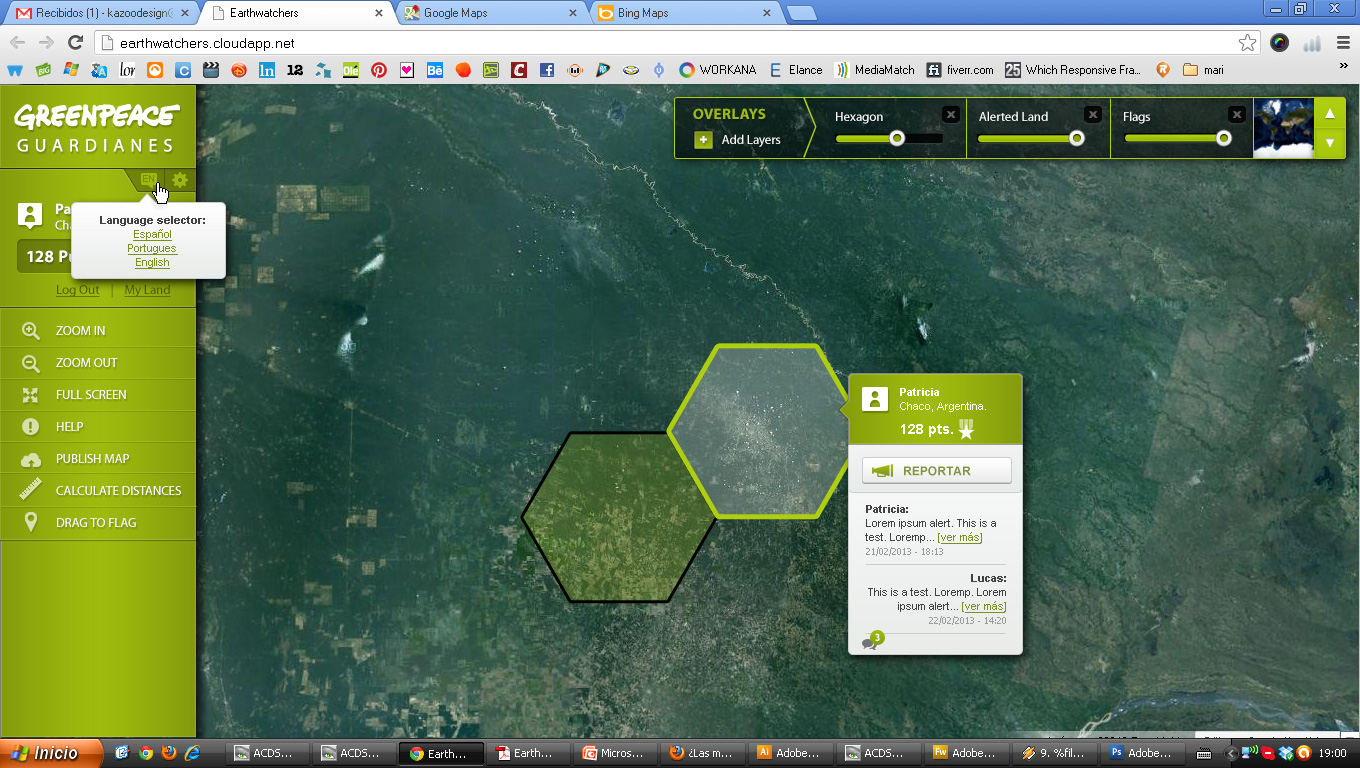 Recibidos (1) - kazoodesign@
Earthwatchers
Google Maps
Bing Maps
earthwatchers.cloudapp.net
BIG
lor
in
12
Olé
Bē
WORKANA
Elance
MediaMatch
fiverr.com
25 Which Responsive Fra...
mari
GREENPEACE
GUARDIANES
EN
Language selector:
Español
Portugues
English
128
Log Out | My Land
ZOOM IN
ZOOM OUT
FULL SCREEN
HELP
PUBLISH MAP
CALCULATE DISTANCES
DRAG TO FLAG
OVERLAYS
Add Layers
Hexagon
Alerted Land
Flags
Patricia
Chaco, Argentina.
128 pts.
REPORTAR
Patricia:
Lorem ipsum alert. This is a
test. Loremp... [ver más]
21/02/2013 - 18:13
Lucas:
This is a test. Loremp. Lorem
ipsum alert... [ver más]
22/02/2013 - 14:20
3
Inicio
ACDS...
ACDS...
Earth...
Earth...
Micros...
¿Las m...
Adobe...
ACDS...
Adobe...
9. %fil...
Adobe...
19:00